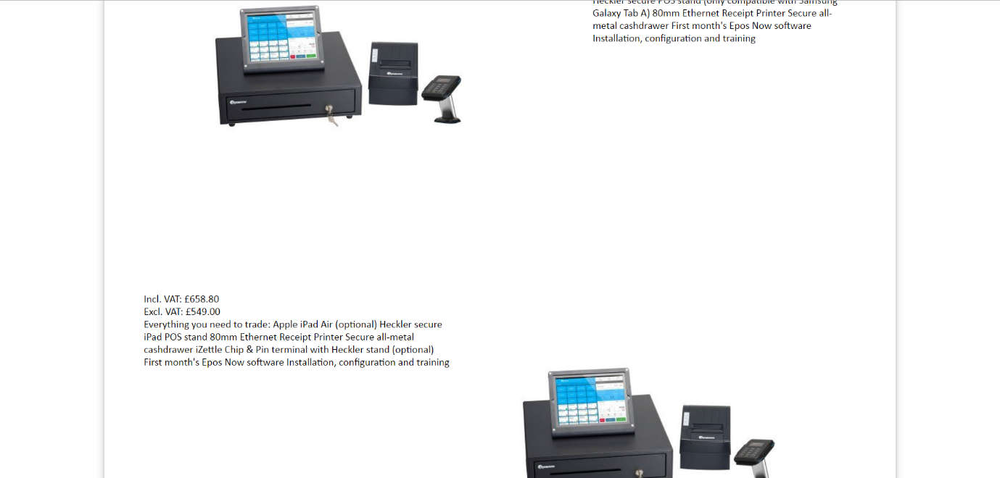 Heckler secure POS stand (only compatible with Samsung
Galaxy Tab A) 80mm Ethernet Receipt Printer Secure all-
metal cashdrawer First month's Epos Now software
Installation, configuration and training
Incl. VAT: £658.80
Excl. VAT: £549.00
Everything you need to trade: Apple iPad Air (optional) Heckler secure
iPad POS stand 80mm Ethernet Receipt Printer Secure all-metal
cashdrawer iZettle Chip & Pin terminal with Heckler stand (optional)
First month's Epos Now software Installation, configuration and training